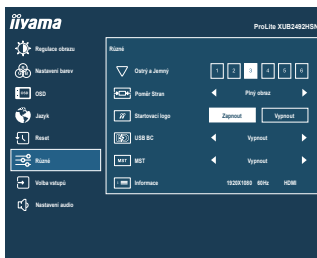 iiyama
ProLite XUB2492HSN
Regulace obrazu
Nastavení barev
OSD
Jazyk
Reset
Různé
Volba vstupů
Nastavení audio
Různé
Ostrý a Jemný 1 2 3 4 5 6
Poměr Stran Plný obraz
Startovací logo Zapnout Vypnout
USB BC Vypnout
MST MST Vypnout
Informace 1920X1080 60Hz HDMI